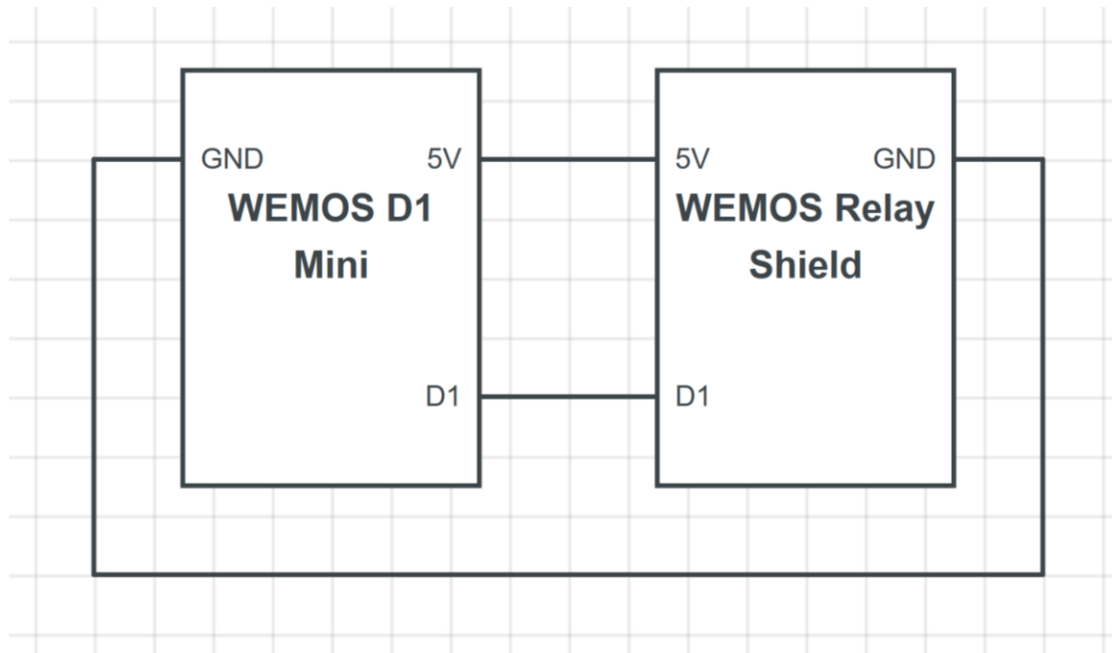 GND 5V
WEMOS D1
Mini
D1
5V GND
WEMOS Relay
Shield
D1